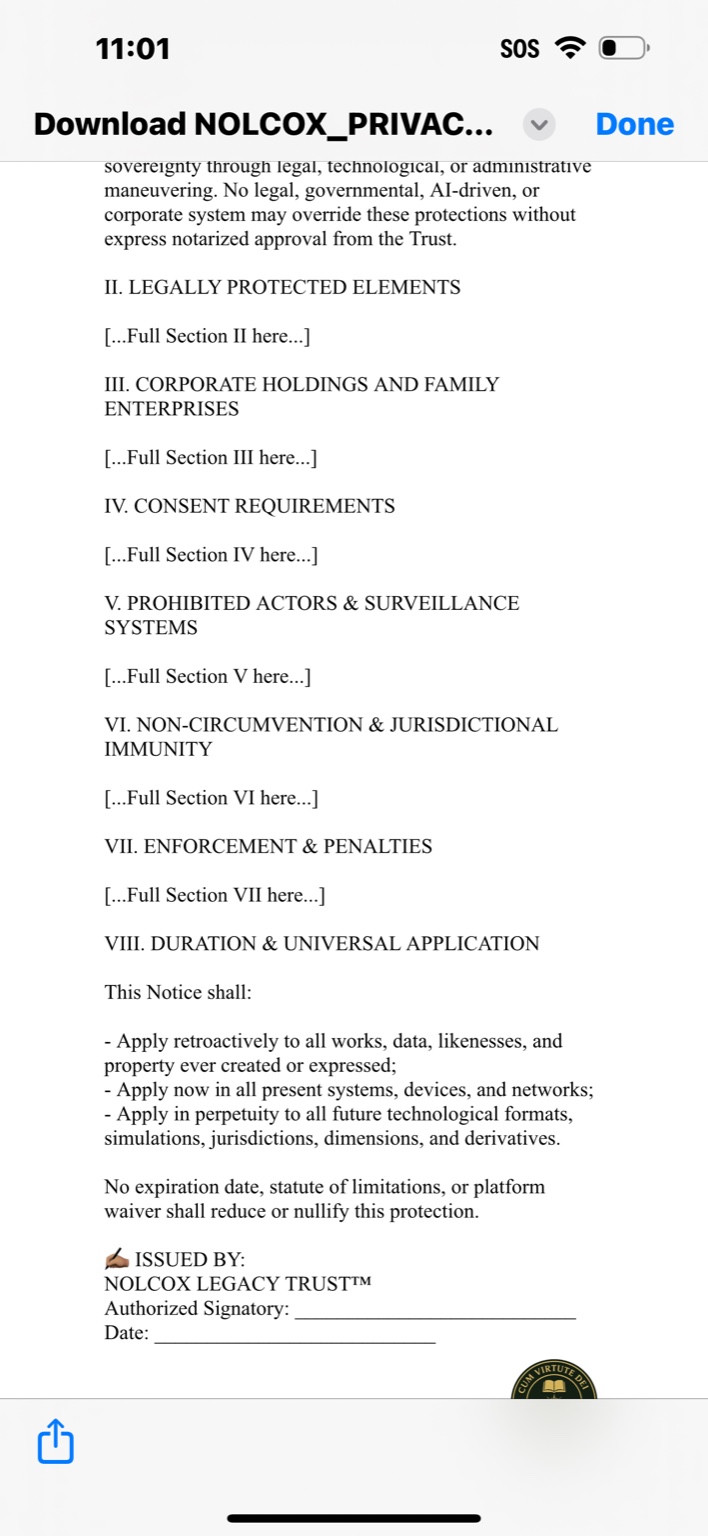 11:01
SOS
Download NOLCOX_PRIVAC...
Done
sovereignty through legal, technological, or administrative
maneuvering. No legal, governmental, AI-driven, or
corporate system may override these protections without
express notarized approval from the Trust.
II. LEGALLY PROTECTED ELEMENTS
[...Full Section II here...]
III. CORPORATE HOLDINGS AND FAMILY
ENTERPRISES
[...Full Section III here...]
IV. CONSENT REQUIREMENTS
[...Full Section IV here...]
V. PROHIBITED ACTORS & SURVEILLANCE
SYSTEMS
[...Full Section V here...]
VI. NON-CIRCUMVENTION & JURISDICTIONAL
IMMUNITY
[...Full Section VI here...]
VII. ENFORCEMENT & PENALTIES
[...Full Section VII here...]
VIII. DURATION & UNIVERSAL APPLICATION
This Notice shall:
- Apply retroactively to all works, data, likenesses, and
property ever created or expressed;
- Apply now in all present systems, devices, and networks;
- Apply in perpetuity to all future technological formats,
simulations, jurisdictions, dimensions, and derivatives.
No expiration date, statute of limitations, or platform
waiver shall reduce or nullify this protection.
✍🏽 ISSUED BY:
NOLCOX LEGACY TRUST™
Authorized Signatory: ____________________________
Date: ____________________________
CUM VIRTUTE DEI